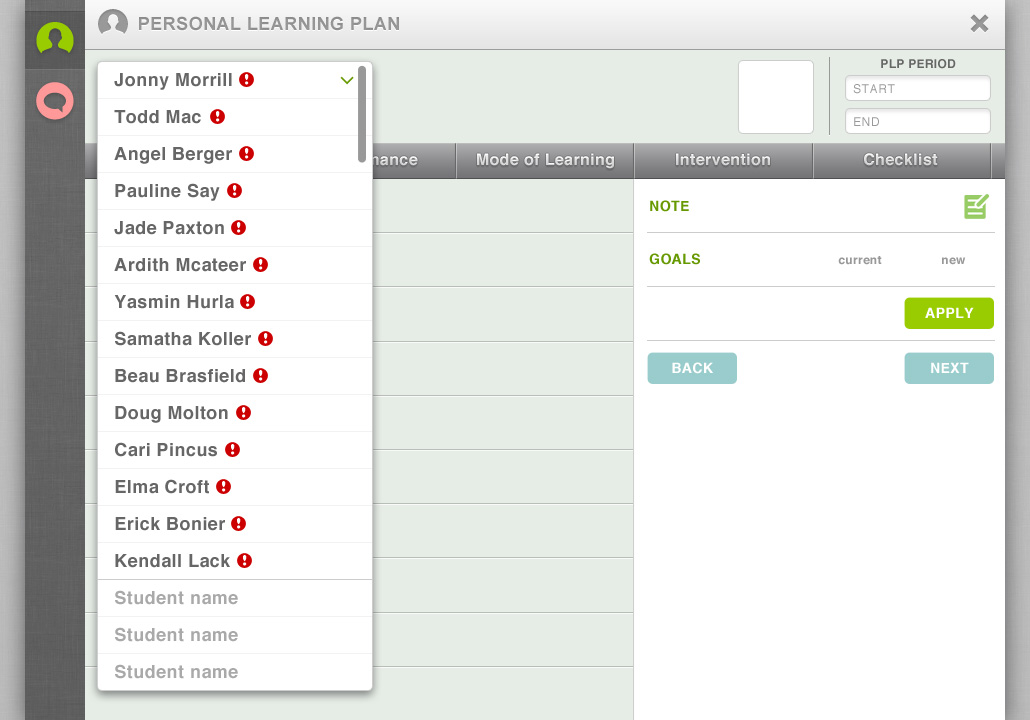 PERSONAL LEARNING PLAN
Jonny Morrill
Todd Mac
Angel Berger
Pauline Say
Jade Paxton
Ardith Mcateer
Yasmin Hurla
Samatha Koller
Beau Brasfield
Doug Molton
Cari Pincus
Elma Croft
Erick Bonier
Kendall Lack
Student name
Student name
Student name
PLP PERIOD
START
END
Mode of Learning
Intervention
Checklist
NOTE
GOALS current new
APPLY
BACK NEXT